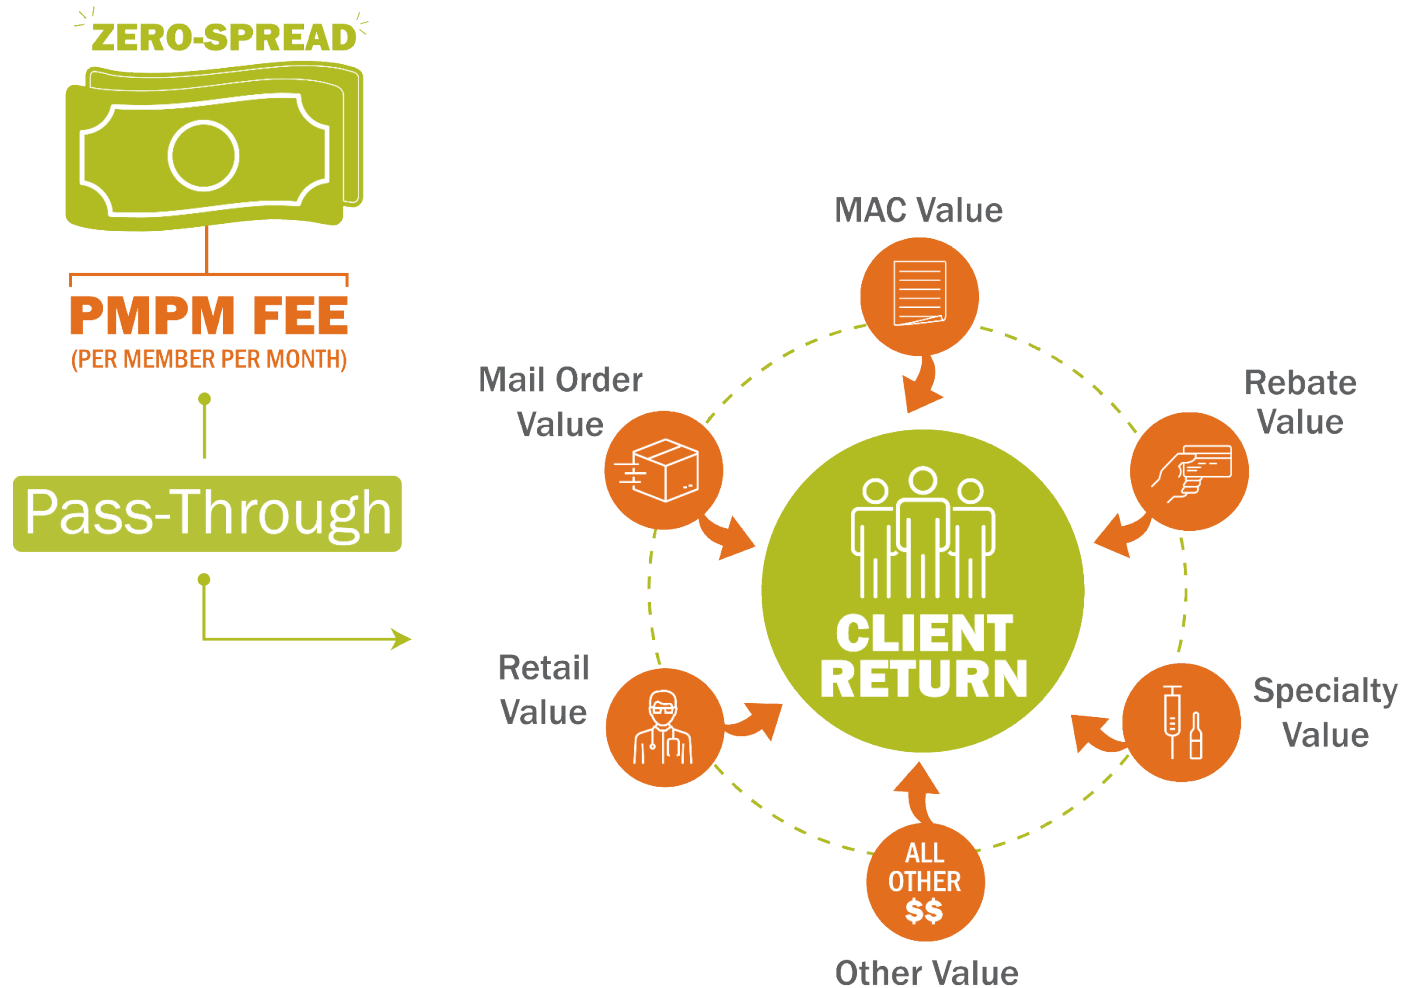 ZERO-SPREAD
PMPM FEE
(PER MEMBER PER MONTH)
Pass-Through
MAC Value
Mail Order
Value
Rebate
Value
CLIENT
RETURN
Retail
Value
Specialty
Value
ALL
OTHER
$$
Other Value